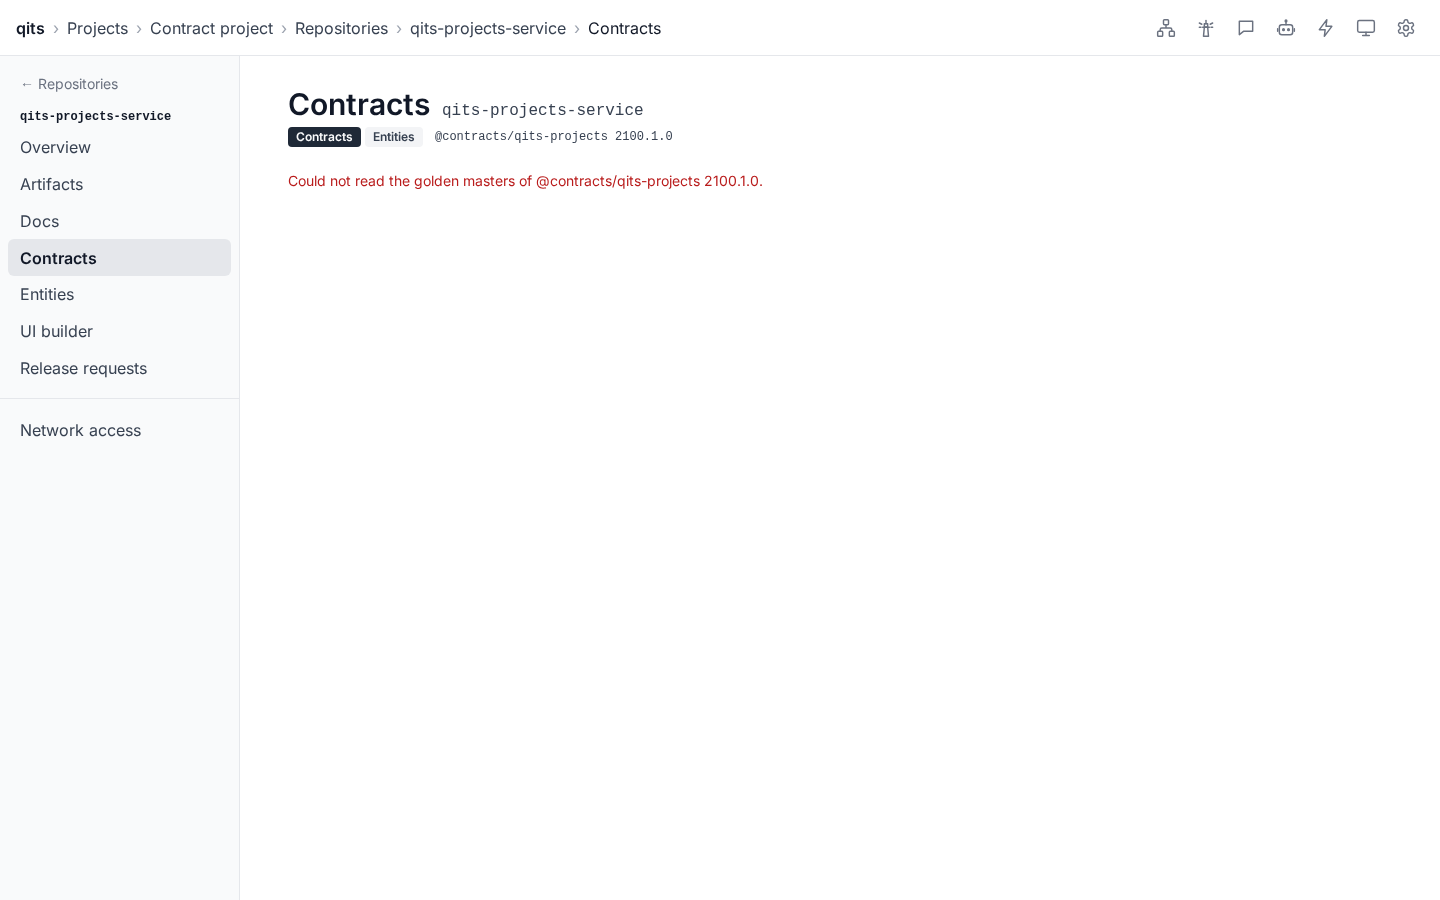 qits › Projects › Contract project › Repositories › qits-projects-service › Contracts
← Repositories
qits-projects-service
Overview
Artifacts
Docs
Contracts
Entities
UI builder
Release requests
Network access
Contracts qits-projects-service
Contracts Entities @contracts/qits-projects 2100.1.0
Could not read the golden masters of @contracts/qits-projects 2100.1.0.